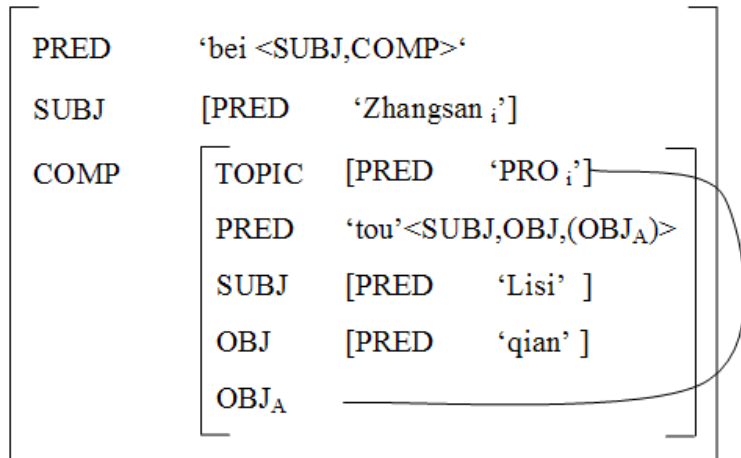 PRED ‘bei <SUBJ,COMP>‘
SUBJ [PRED ‘Zhangsan i’]
COMP TOPIC [PRED ‘PRO i’]
PRED ‘tou’<SUBJ,OBJ,(OBJA)>
SUBJ [PRED ‘Lisi’ ]
OBJ [PRED ‘qian’ ]
OBJA